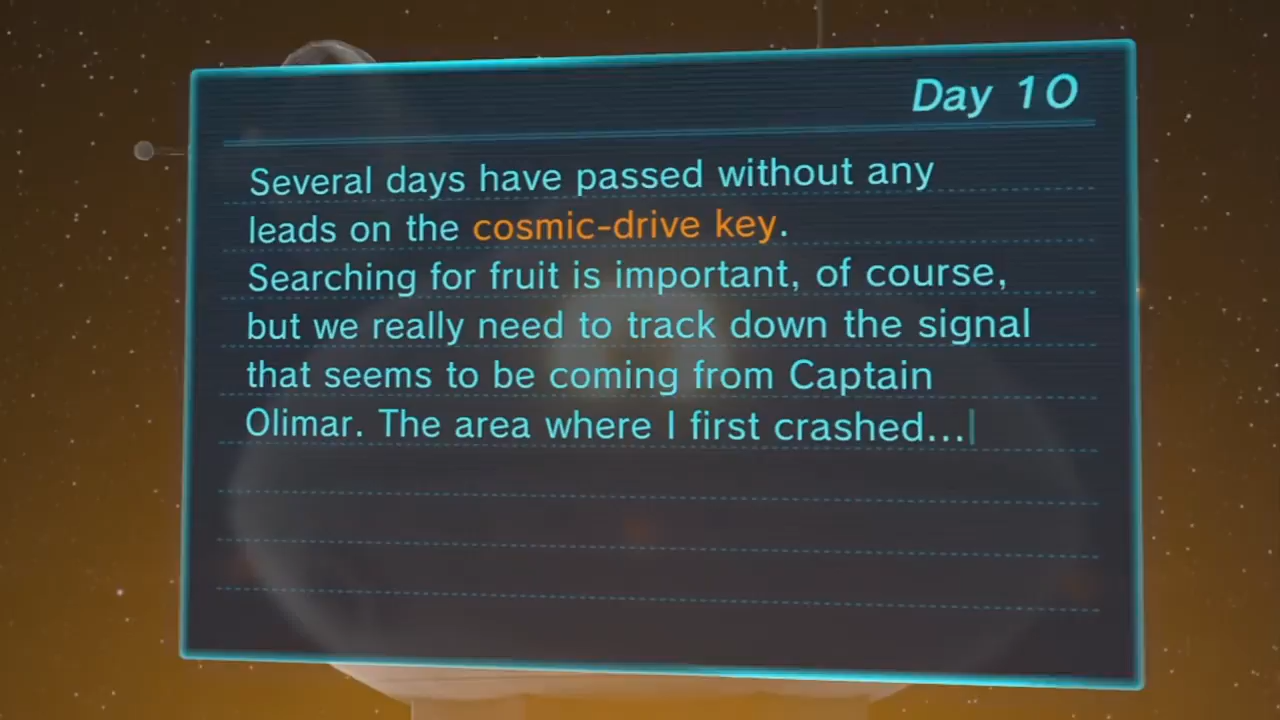 Day 10
Several days have passed without any
leads on the cosmic-drive key.
Searching for fruit is important, of course,
but we really need to track down the signal
that seems to be coming from Captain
Olimar. The area where I first crashed...